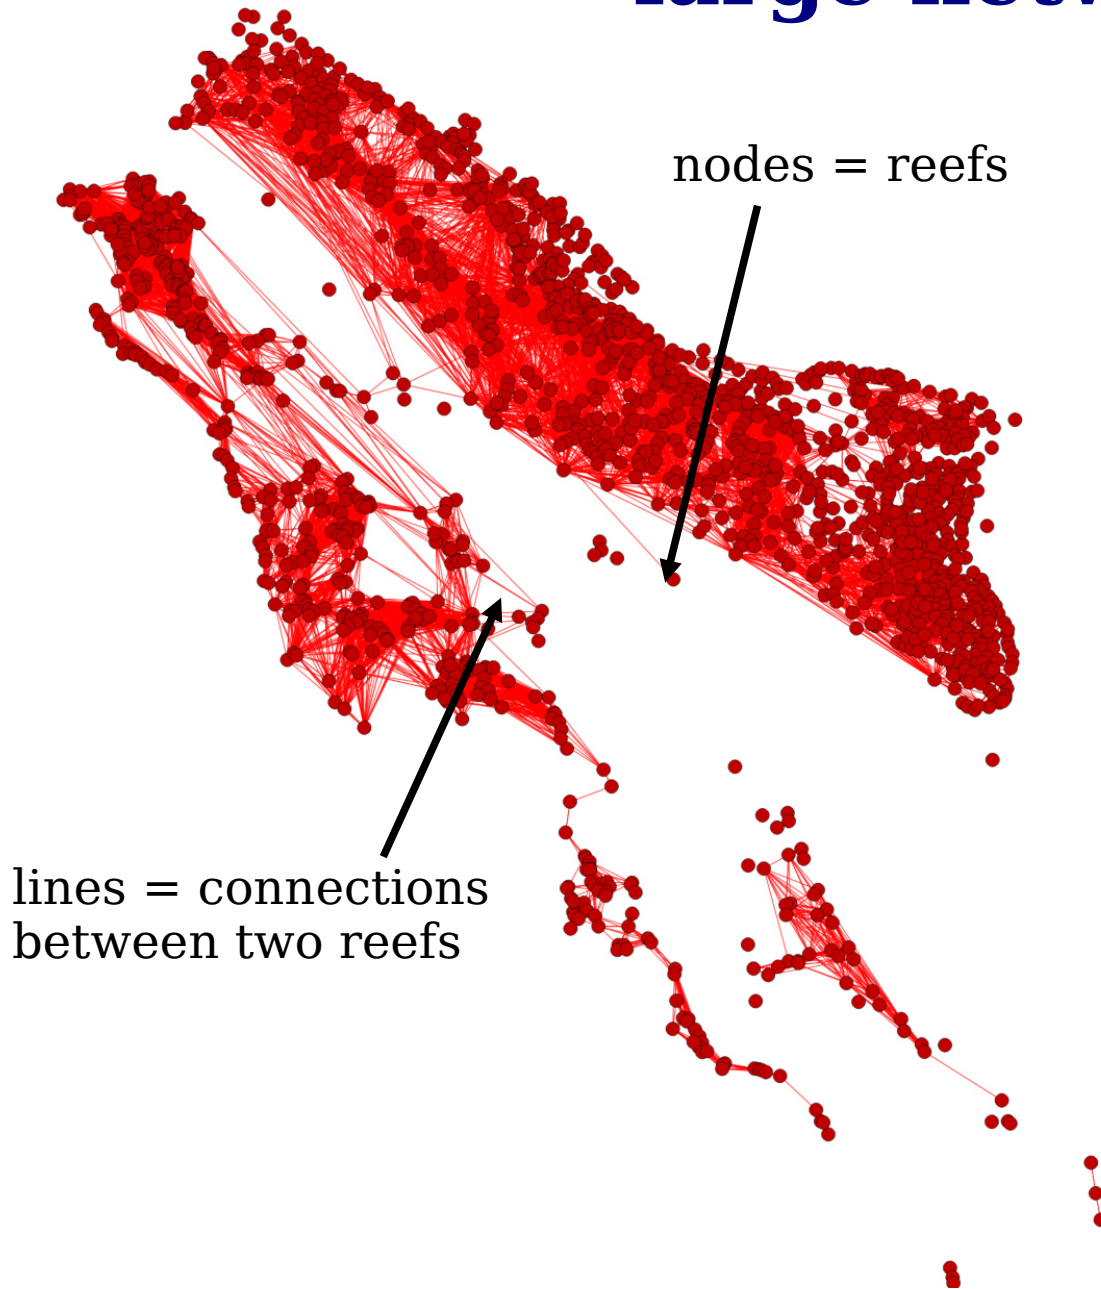 nodes = reefs
lines = connections
between two reefs